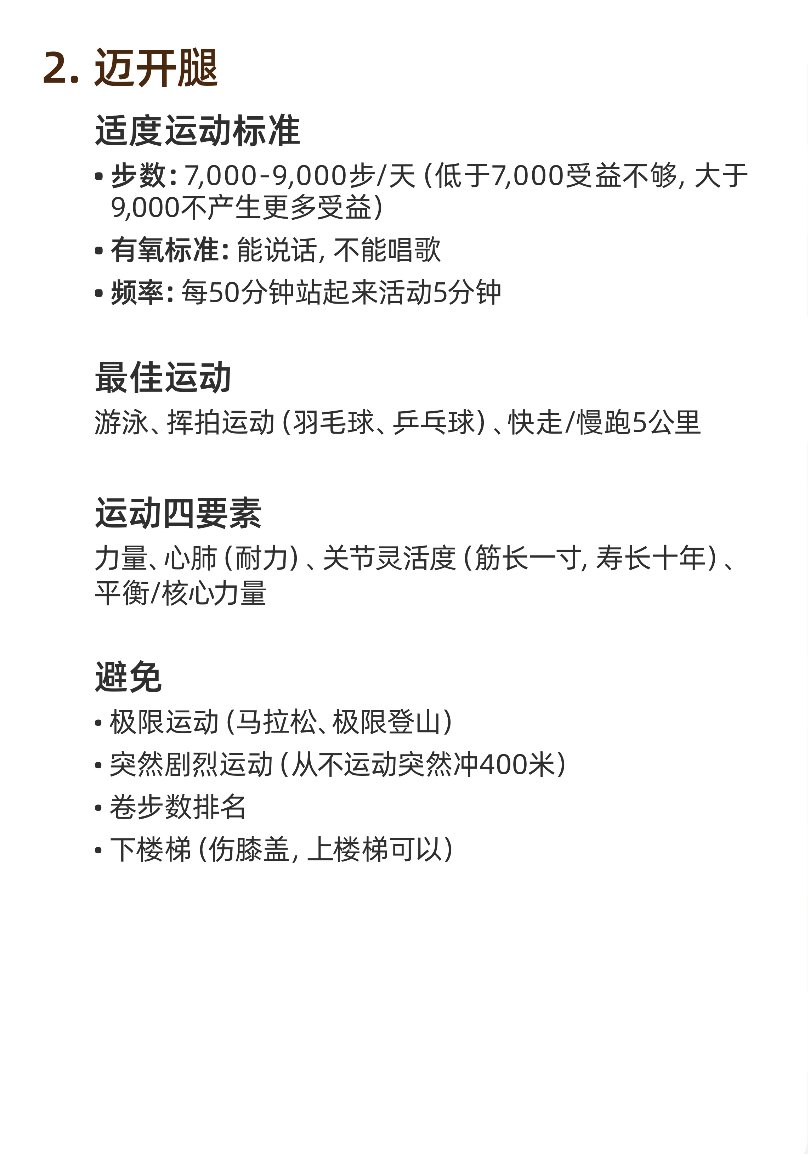 2. 迈开腿
适度运动标准
• 步数: 7,000-9,000步/天 (低于7,000受益不够, 大于
9,000不产生更多受益)
• 有氧标准: 能说话, 不能唱歌
• 频率: 每50分钟站起来活动5分钟
最佳运动
游泳、挥拍运动 (羽毛球、乒乓球) 、快走/慢跑5公里
运动四要素
力量、心肺 (耐力) 、关节灵活度 (筋长一寸, 寿长十年) 、
平衡/核心力量
避免
• 极限运动 (马拉松、极限登山)
• 突然剧烈运动 (从不运动突然冲400米)
• 卷步数排名
• 下楼梯 (伤膝盖, 上楼梯可以)